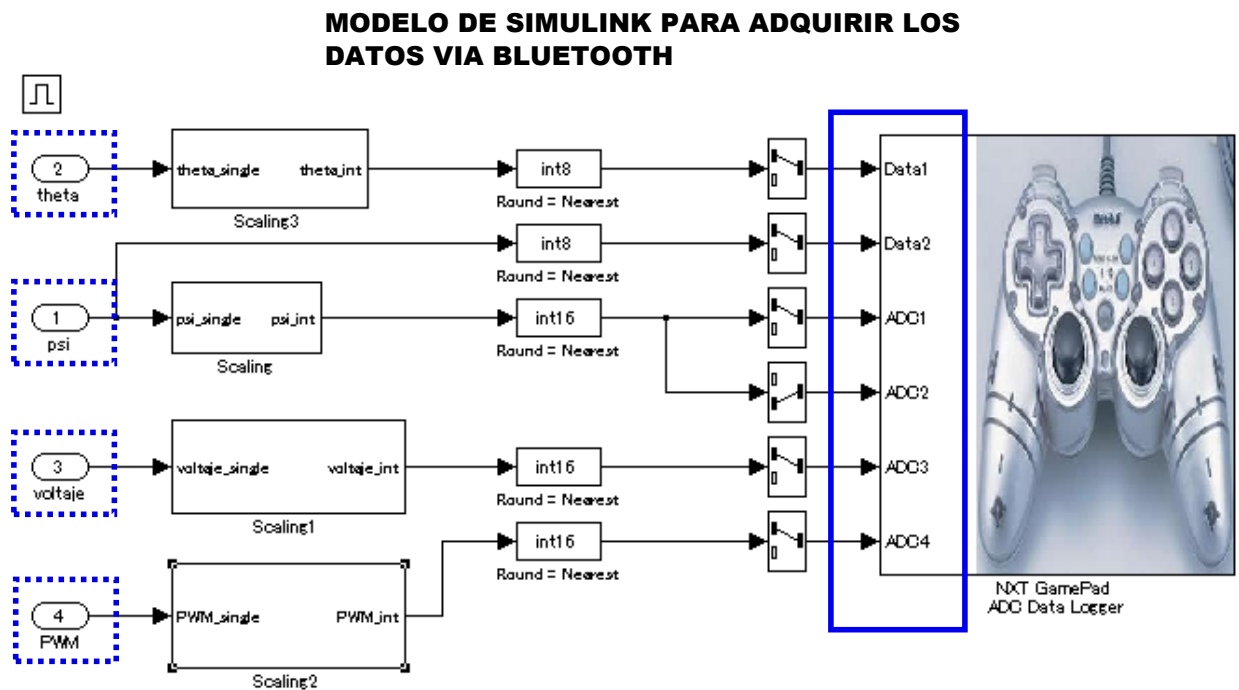 MODELO DE SIMULINK PARA ADQUIRIR LOS
DATOS VIA BLUETOOTH
2
theta
theta_single theta_int
Scaling3
int8
Round = Nearest
Data1
int8
Round = Nearest
Data2
1
psi
psi_single psi_int
Scaling
int16
Round = Nearest
ADC1
ADC2
3
voltaje
voltaje_single voltaje_int
Scaling1
int16
Round = Nearest
ADC3
4
PWM
PWM_single PWM_int
Scaling2
int16
Round = Nearest
ADC4
NXT GamePad
ADC Data Logger